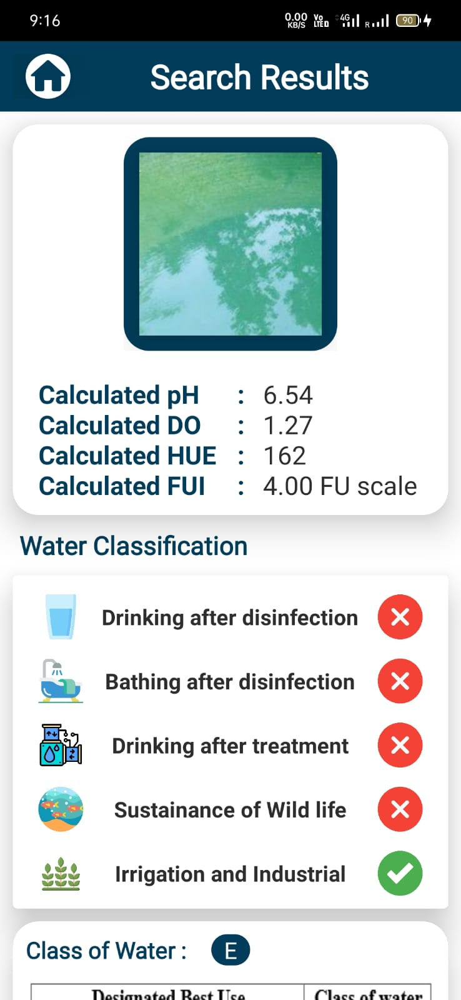 9:16
0.00 KB/S Vo LTED 4G R 90
Search Results
Calculated pH : 6.54
Calculated DO : 1.27
Calculated HUE : 162
Calculated FUI : 4.00 FU scale
Water Classification
Drinking after disinfection
Bathing after disinfection
Drinking after treatment
Sustainance of Wild life
Irrigation and Industrial
Class of Water : E
Designated Best Use Class of water